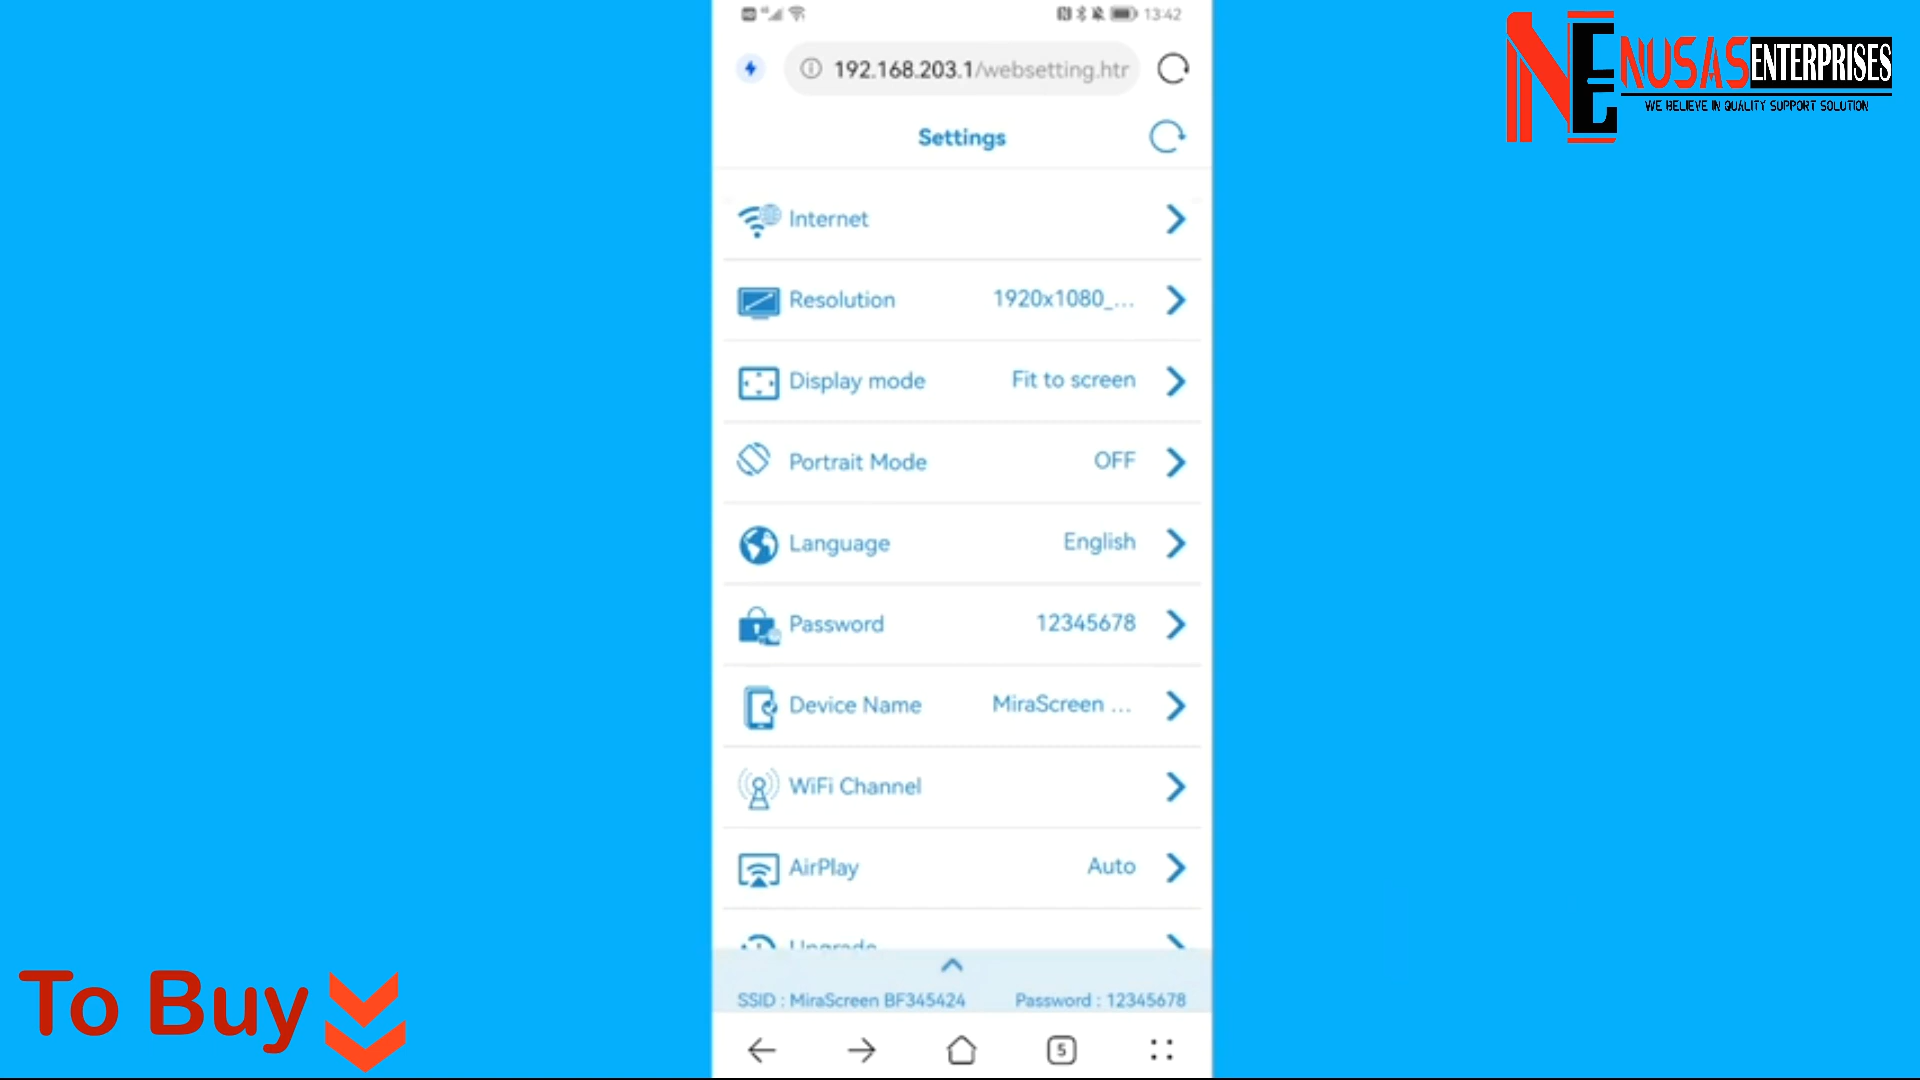 13:42
192.168.203.1/websetting.htr
Settings
Internet
Resolution 1920x1080_...
Display mode Fit to screen
Portrait Mode OFF
Language English
Password 12345678
Device Name MiraScreen ...
WiFi Channel
AirPlay Auto
Upgrade
SSID : MiraScreen BF345424 Password : 12345678
5
NE NUSAS ENTERPRISES
WE BELIEVE IN QUALITY SUPPORT SOLUTION
To Buy